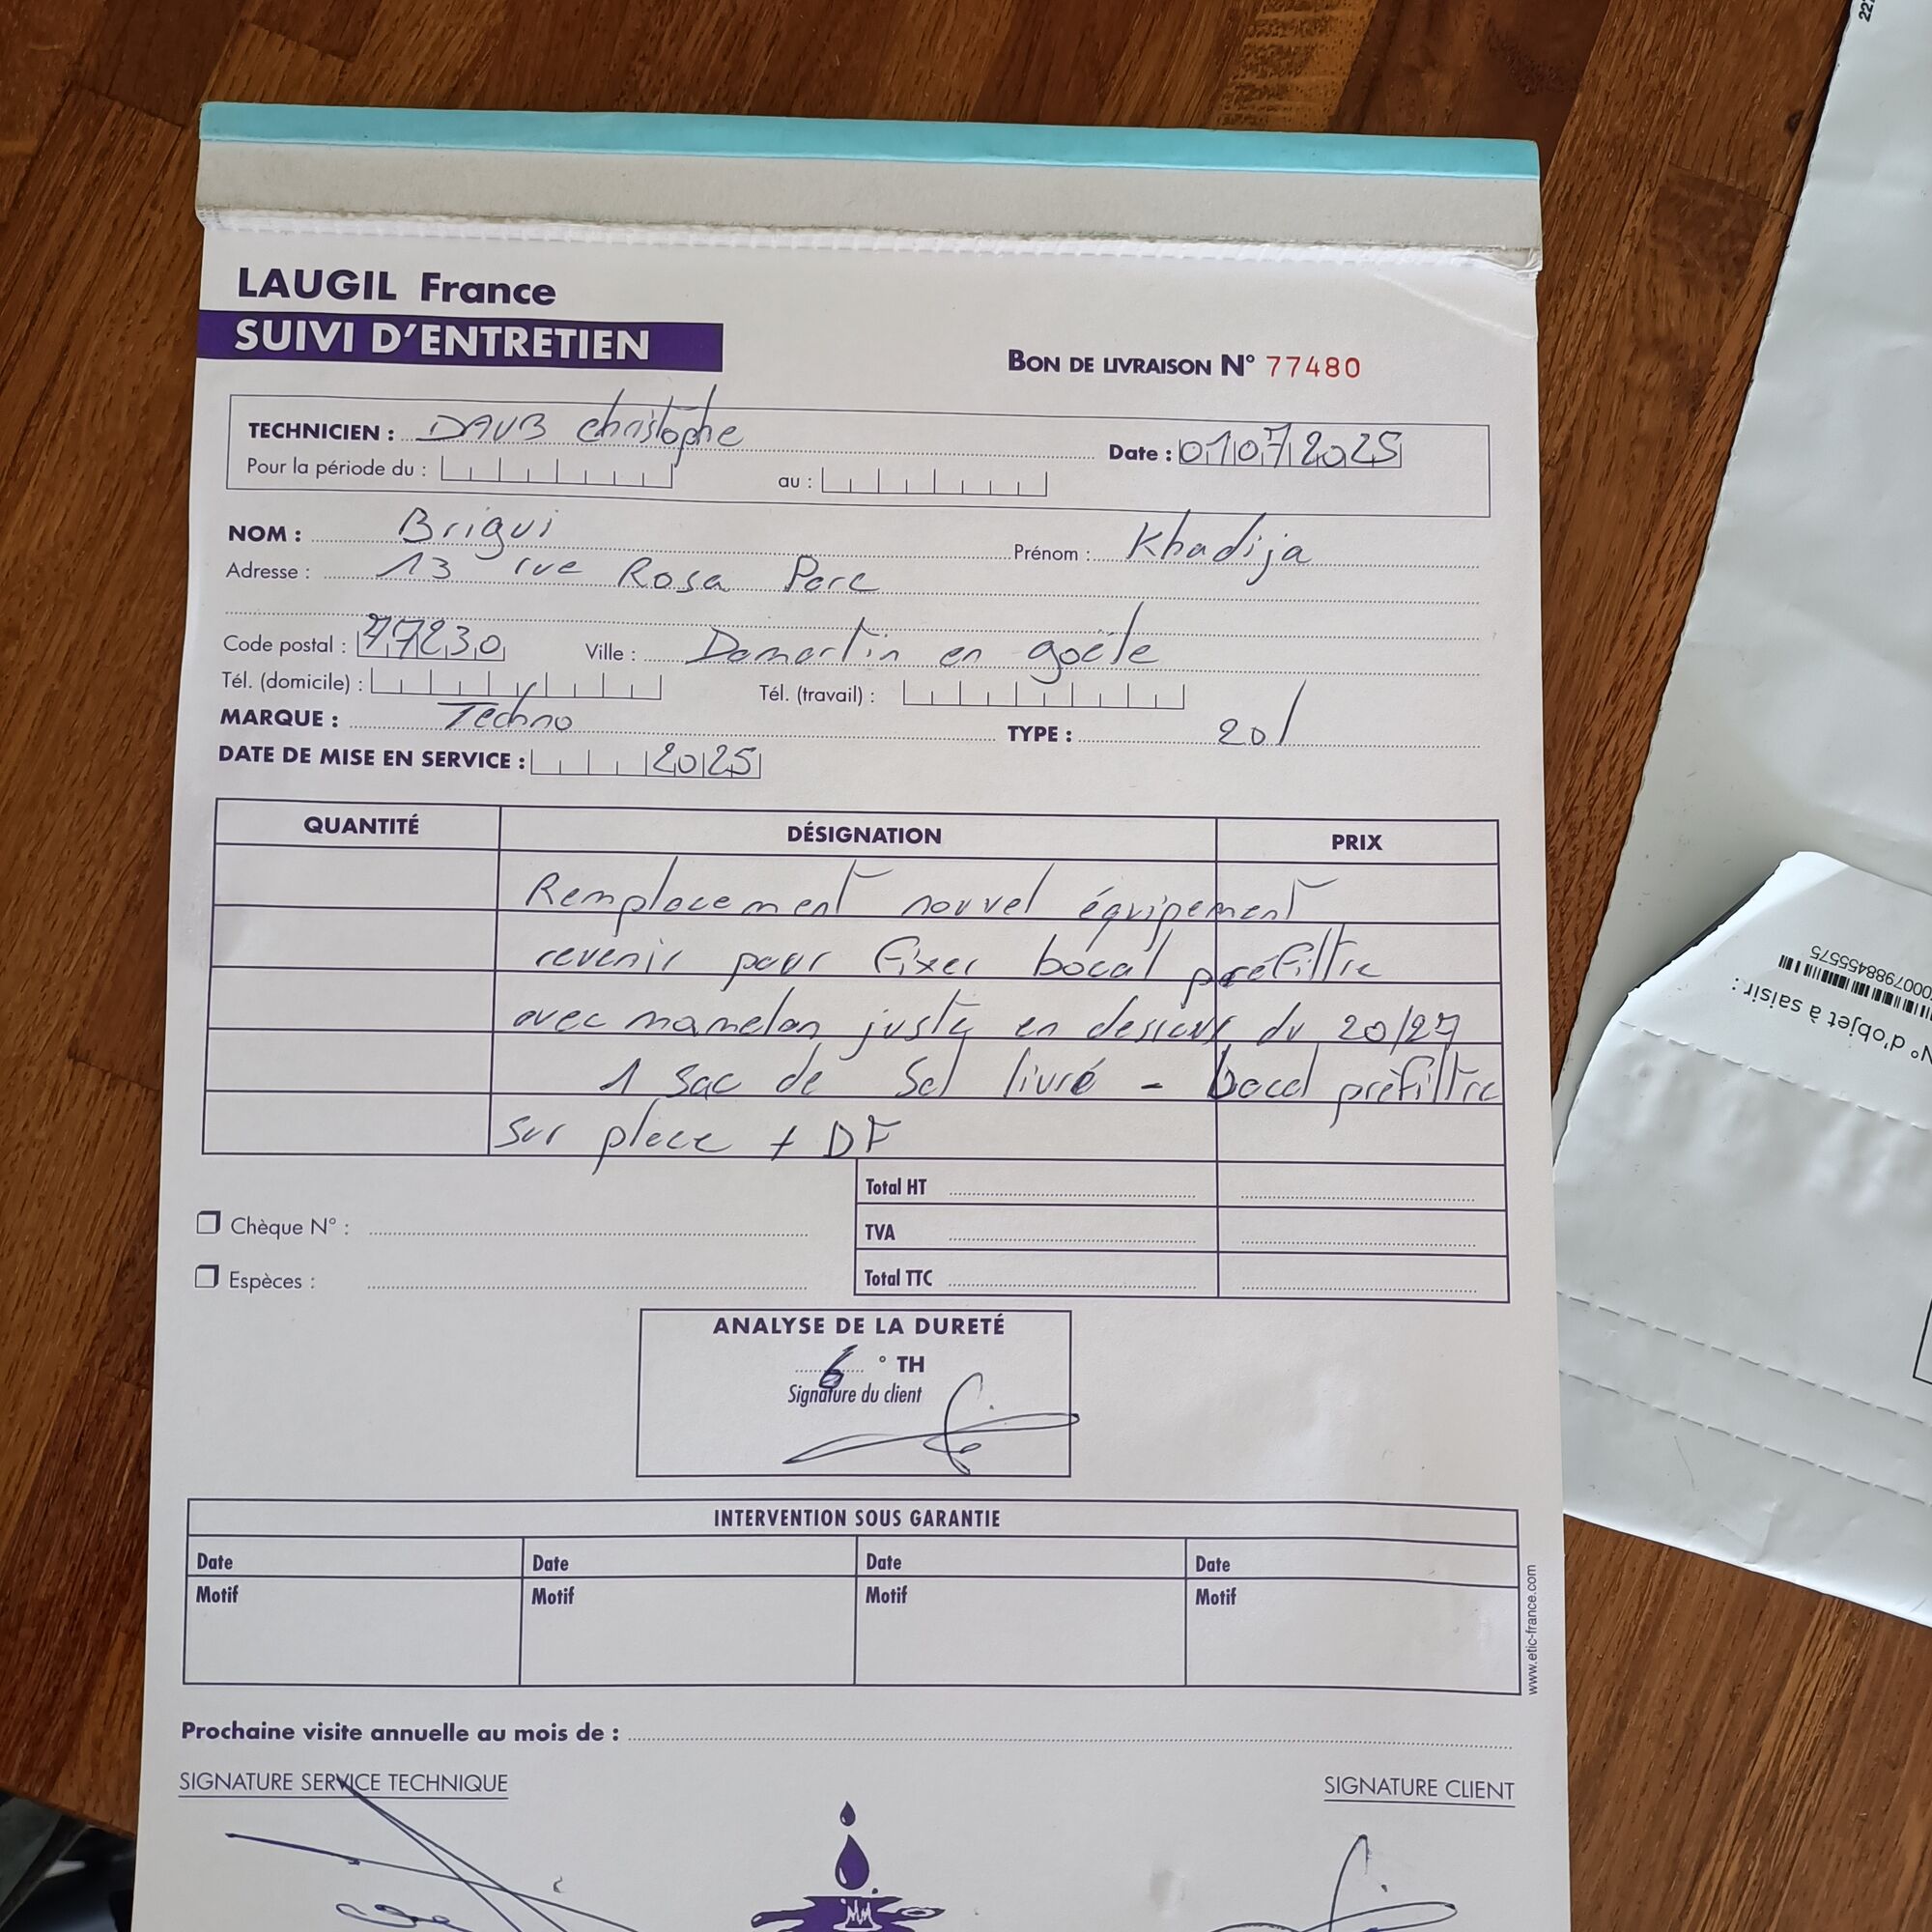 LAUGIL France
SUIVI D'ENTRETIEN
BON DE LIVRAISON N° 77480
TECHNICIEN : DAUB christophe Date : 01072025
Pour la période du : au :
NOM : Brigui Prénom : Khadija
Adresse : 13 rue Rosa Parc
Code postal : 77230 Ville : Damartin en goële
Tél. (domicile) : Tél. (travail) :
MARQUE : Techno TYPE : 20l
DATE DE MISE EN SERVICE : 2025
QUANTITÉ DÉSIGNATION PRIX
Remplacement nouvel équipement
revenir pour fixer bocal préfiltre
avec mamelon juste en dessous du 20/27
1 sac de Sel livré - bocal préfiltre
sur place + DF
Total HT
Chèque N° :
TVA
Espèces :
Total TTC
ANALYSE DE LA DURETÉ
6 ° TH
Signature du client
INTERVENTION SOUS GARANTIE
Date Date Date Date
Motif Motif Motif Motif
www.etic-france.com
Prochaine visite annuelle au mois de :
SIGNATURE SERVICE TECHNIQUE SIGNATURE CLIENT
N° d'objet à saisir :